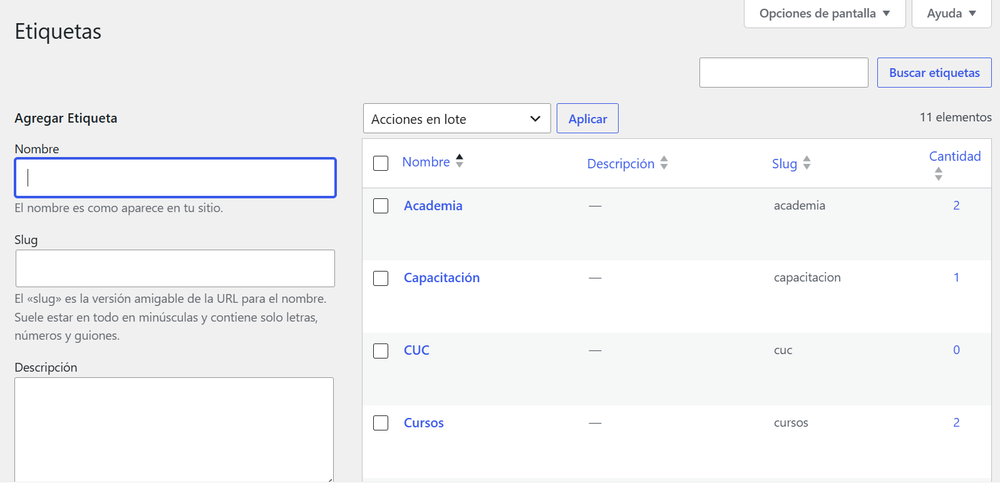 Opciones de pantalla ▼
Ayuda ▼
Etiquetas
Buscar etiquetas
Agregar Etiqueta
Acciones en lote
Aplicar
11 elementos
Nombre
El nombre es como aparece en tu sitio.
Slug
El «slug» es la versión amigable de la URL para el nombre.
Suele estar en todo en minúsculas y contiene solo letras,
números y guiones.
Descripción
Nombre Descripción Slug Cantidad
Academia — academia 2
Capacitación — capacitacion 1
CUC — cuc 0
Cursos — cursos 2